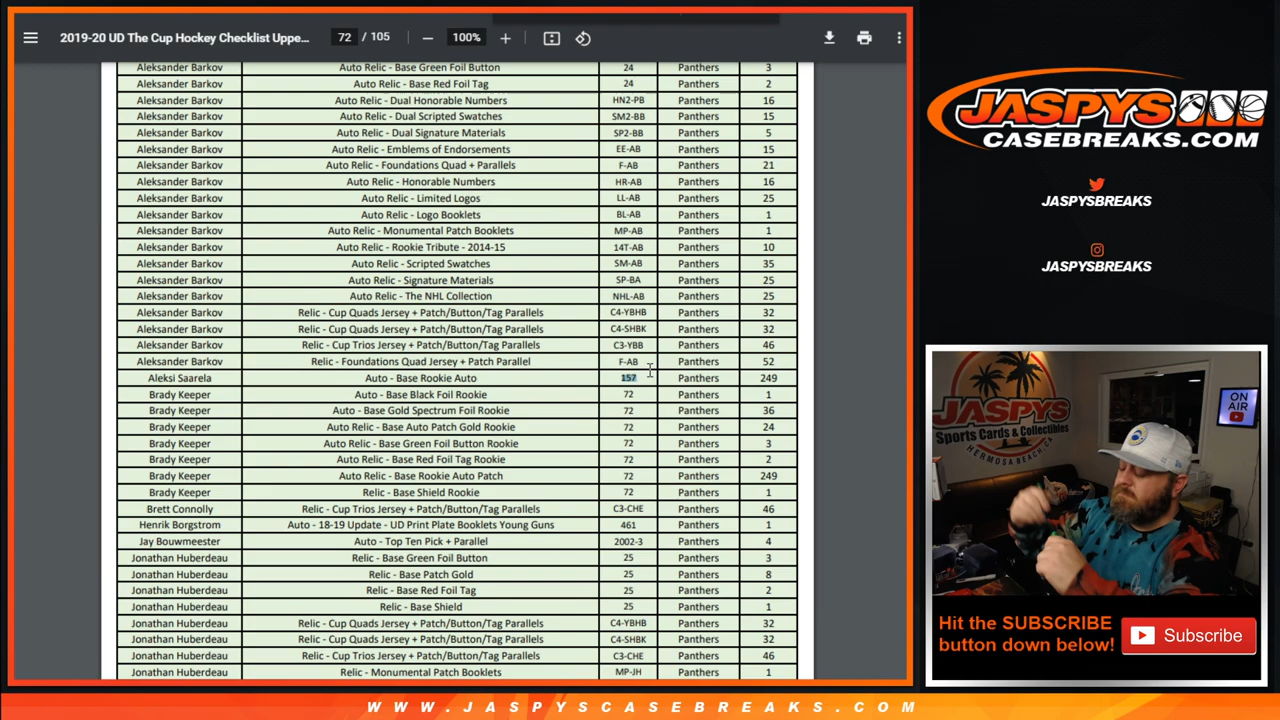 2019-20 UD The Cup Hockey Checklist Uppe... 72 / 105 100%
Aleksander Barkov Auto Relic - Base Green Foil Button 24 Panthers 3
Aleksander Barkov Auto Relic - Base Red Foil Tag 24 Panthers 2
Aleksander Barkov Auto Relic - Dual Honorable Numbers HN2-PB Panthers 16
Aleksander Barkov Auto Relic - Dual Scripted Swatches SM2-BB Panthers 15
Aleksander Barkov Auto Relic - Dual Signature Materials SP2-BB Panthers 5
Aleksander Barkov Auto Relic - Emblems of Endorsements EE-AB Panthers 15
Aleksander Barkov Auto Relic - Foundations Quad + Parallels F-AB Panthers 21
Aleksander Barkov Auto Relic - Honorable Numbers HR-AB Panthers 16
Aleksander Barkov Auto Relic - Limited Logos LL-AB Panthers 25
Aleksander Barkov Auto Relic - Logo Booklets BL-AB Panthers 1
Aleksander Barkov Auto Relic - Monumental Patch Booklets MP-AB Panthers 1
Aleksander Barkov Auto Relic - Rookie Tribute - 2014-15 14T-AB Panthers 10
Aleksander Barkov Auto Relic - Scripted Swatches SM-AB Panthers 35
Aleksander Barkov Auto Relic - Signature Materials SP-BA Panthers 25
Aleksander Barkov Auto Relic - The NHL Collection NHL-AB Panthers 25
Aleksander Barkov Relic - Cup Quads Jersey + Patch/Button/Tag Parallels C4-YBHB Panthers 32
Aleksander Barkov Relic - Cup Quads Jersey + Patch/Button/Tag Parallels C4-SHBK Panthers 32
Aleksander Barkov Relic - Cup Trios Jersey + Patch/Button/Tag Parallels C3-YBB Panthers 46
Aleksander Barkov Relic - Foundations Quad Jersey + Patch Parallel F-AB Panthers 52
Aleksi Saarela Auto - Base Rookie Auto 157 Panthers 249
Brady Keeper Auto - Base Black Foil Rookie 72 Panthers 1
Brady Keeper Auto - Base Gold Spectrum Foil Rookie 72 Panthers 36
Brady Keeper Auto Relic - Base Auto Patch Gold Rookie 72 Panthers 24
Brady Keeper Auto Relic - Base Green Foil Button Rookie 72 Panthers 3
Brady Keeper Auto Relic - Base Red Foil Tag Rookie 72 Panthers 2
Brady Keeper Auto Relic - Base Rookie Auto Patch 72 Panthers 249
Brady Keeper Relic - Base Shield Rookie 72 Panthers 1
Brett Connolly Relic - Cup Trios Jersey + Patch/Button/Tag Parallels C3-CHE Panthers 46
Henrik Borgstrom Auto - 18-19 Update - UD Print Plate Booklets Young Guns 461 Panthers 1
Jay Bouwmeester Auto - Top Ten Pick + Parallel 2002-3 Panthers 4
Jonathan Huberdeau Relic - Base Green Foil Button 25 Panthers 3
Jonathan Huberdeau Relic - Base Patch Gold 25 Panthers 8
Jonathan Huberdeau Relic - Base Red Foil Tag 25 Panthers 2
Jonathan Huberdeau Relic - Base Shield 25 Panthers 1
Jonathan Huberdeau Relic - Cup Quads Jersey + Patch/Button/Tag Parallels C4-YBHB Panthers 32
Jonathan Huberdeau Relic - Cup Quads Jersey + Patch/Button/Tag Parallels C4-SHBK Panthers 32
Jonathan Huberdeau Relic - Cup Trios Jersey + Patch/Button/Tag Parallels C3-CHE Panthers 46
Jonathan Huberdeau Relic - Monumental Patch Booklets MP-JH Panthers 1
JASPYS
CASEBREAKS.COM
JASPYSBREAKS
JASPYSBREAKS
JASPYS
Sports Cards & Collectibles
HERMOSA BEACH
ON
AIR
Hit the SUBSCRIBE
button down below!
Subscribe
WWW.JASPYSCASEBREAKS.COM